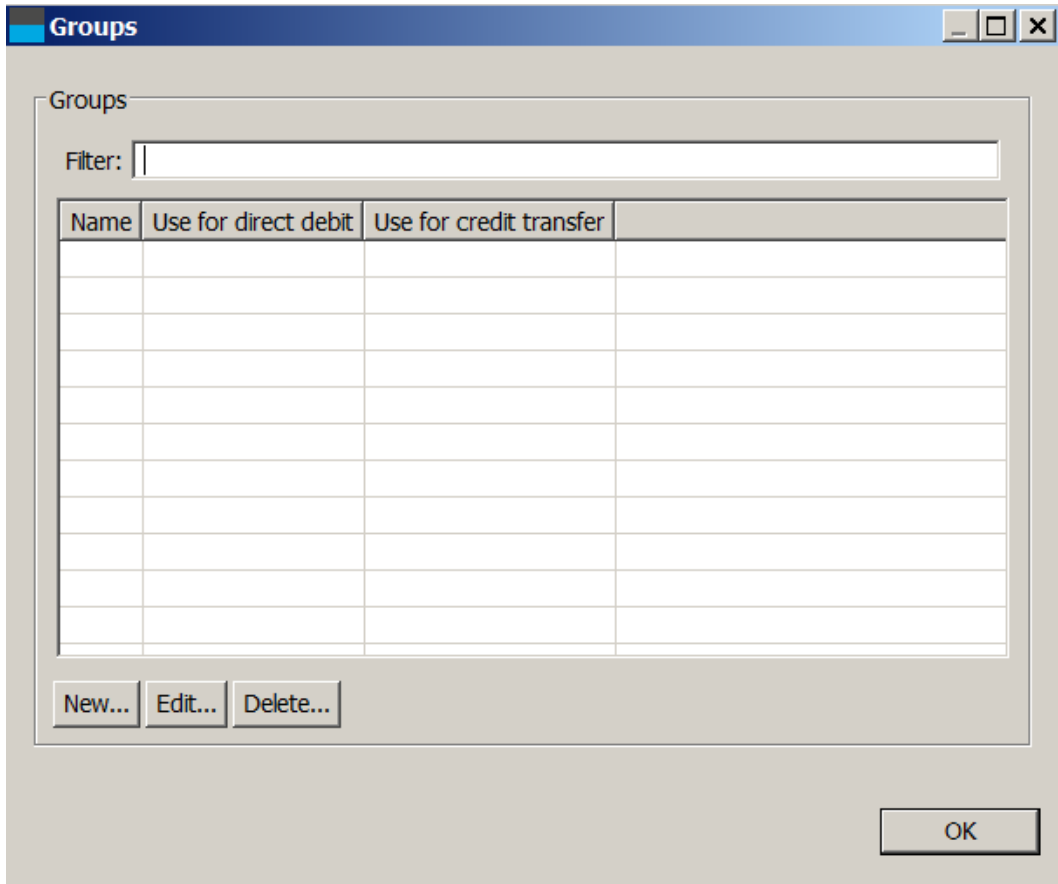 Groups
Groups
Filter:
Name Use for direct debit Use for credit transfer
New... Edit... Delete...
OK